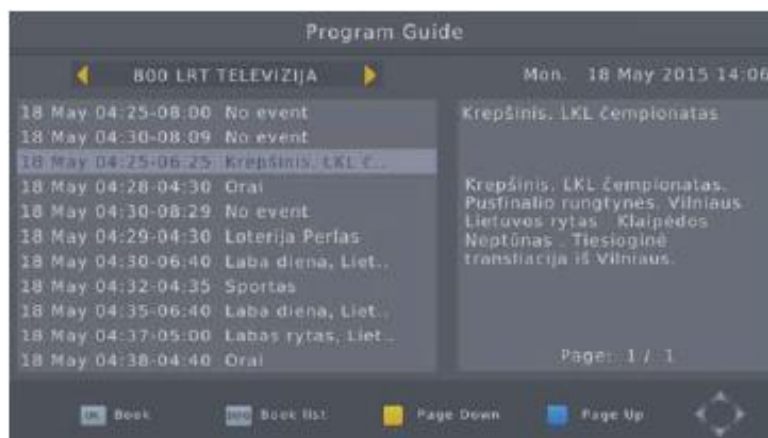 Program Guide
800 LRT TELEVIZIJA
Mon. 18 May 2015 14:06
18 May 04:25-08:00 No event
18 May 04:30-08:09 No event
18 May 04:25-06:25 Krepšinis. LKL č...
18 May 04:28-04:30 Orai
18 May 04:30-08:29 No event
18 May 04:29-04:30 Loterija Perlas
18 May 04:30-06:40 Laba diena, Liet..
18 May 04:32-04:35 Sportas
18 May 04:35-06:40 Laba diena, Liet..
18 May 04:37-05:00 Labas rytas, Liet..
18 May 04:38-04:40 Orai
Krepšinis. LKL čempionatas
Krepšinis. LKL čempionatas.
Pusfinalio rungtynės. Vilniaus
Lietuvos rytas Klaipėdos
Neptūnas . Tiesioginė
transliacija iš Vilniaus.
Page: 1/ 1
OK Book
Book list
Page Down
Page Up